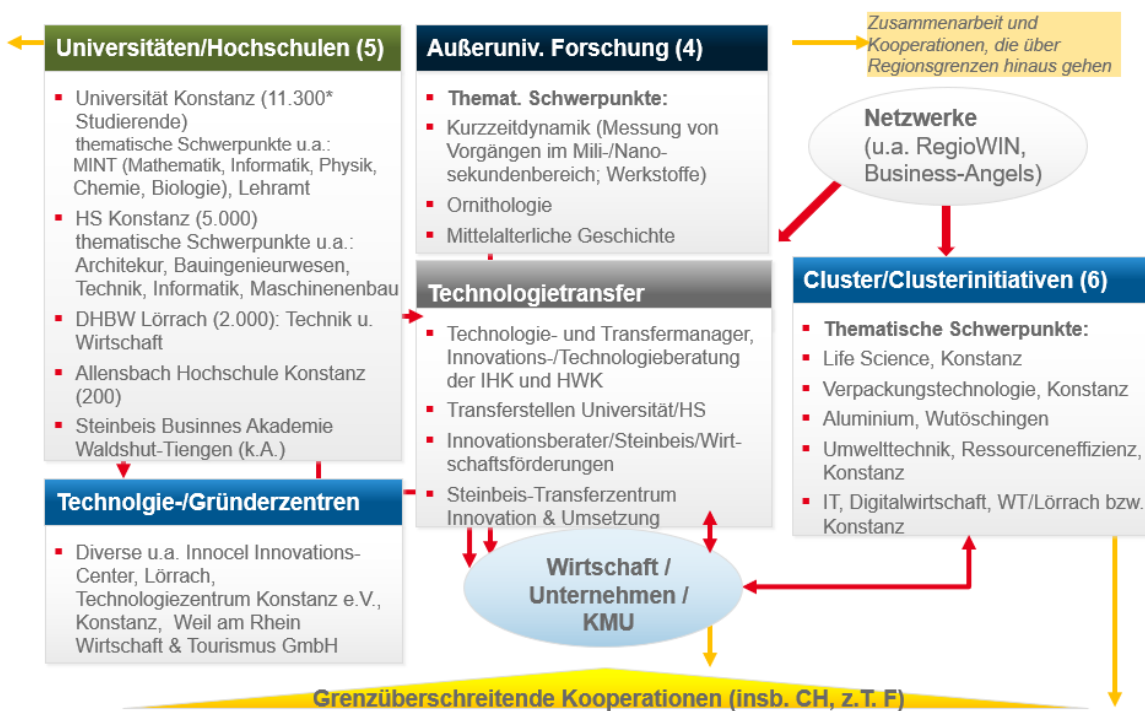 Universitäten/Hochschulen (5)
Universität Konstanz (11.300*
Studierende)
thematische Schwerpunkte u.a.:
MINT (Mathematik, Informatik, Physik,
Chemie, Biologie), Lehramt
HS Konstanz (5.000)
thematische Schwerpunkte u.a.:
Architekur, Bauingenieurwesen,
Technik, Informatik, Maschinenenbau
DHBW Lörrach (2.000): Technik u.
Wirtschaft
Allensbach Hochschule Konstanz
(200)
Steinbeis Businnes Akademie
Waldshut-Tiengen (k.A.)
Technolgie-/Gründerzentren
Diverse u.a. Innocel Innovations-
Center, Lörrach,
Technologiezentrum Konstanz e.V.,
Konstanz, Weil am Rhein
Wirtschaft & Tourismus GmbH
Außeruniv. Forschung (4)
Themat. Schwerpunkte:
Kurzzeitdynamik (Messung von
Vorgängen im Mili-/Nano-
sekundenbereich; Werkstoffe)
Ornithologie
Mittelalterliche Geschichte
Technologietransfer
Technologie- und Transfermanager,
Innovations-/Technologieberatung
der IHK und HWK
Transferstellen Universität/HS
Innovationsberater/Steinbeis/Wirt-
schaftsförderungen
Steinbeis-Transferzentrum
Innovation & Umsetzung
Wirtschaft /
Unternehmen /
KMU
Zusammenarbeit und
Kooperationen, die über
Regionsgrenzen hinaus gehen
Netzwerke
(u.a. RegioWIN,
Business-Angels)
Cluster/Clusterinitiativen (6)
Thematische Schwerpunkte:
Life Science, Konstanz
Verpackungstechnologie, Konstanz
Aluminium, Wutöschingen
Umwelttechnik, Ressourceneffizienz,
Konstanz
IT, Digitalwirtschaft, WT/Lörrach bzw.
Konstanz
Grenzüberschreitende Kooperationen (insb. CH, z.T. F)